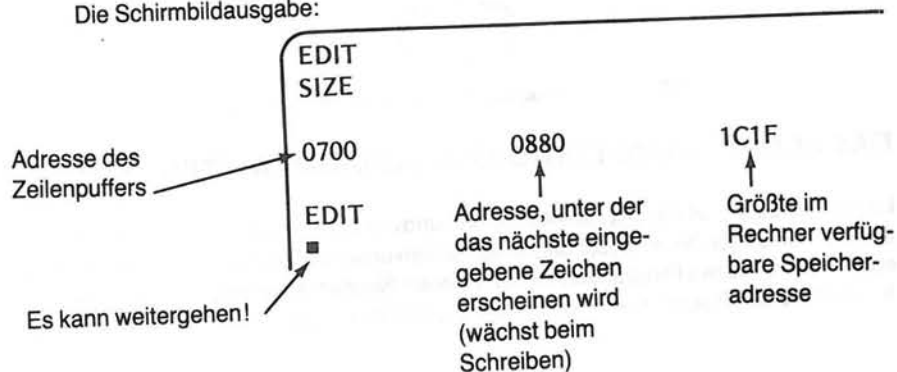 Die Schirmbildausgabe:
EDIT
SIZE
0700 0880 1C1F
Adresse des
Zeilenpuffers
EDIT
Es kann weitergehen!
Adresse, unter der
das nächste einge-
gebene Zeichen
erscheinen wird
(wächst beim
Schreiben)
Größte im
Rechner verfüg-
bare Speicher-
adresse